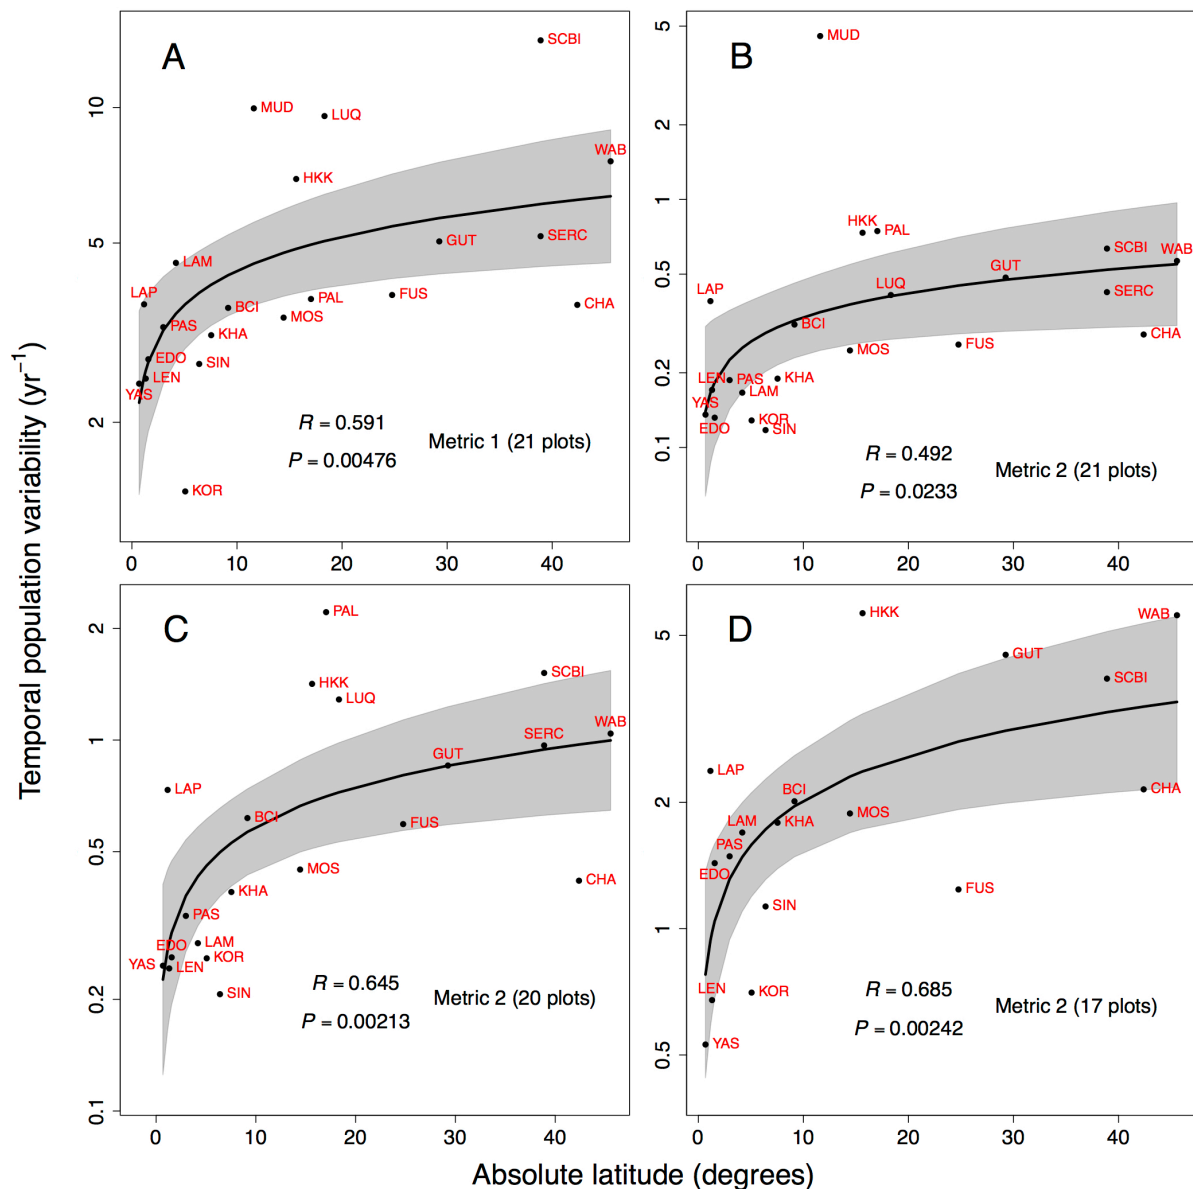 Temporal population variability (yr⁻¹)
A
SCBI
MUD
LUQ
WAB
HKK
GUT
SERC
LAM
LAP
PAL
FUS
CHA
BCI
MOS
PAS
KHA
EDO
SIN
LEN
YAS
KOR
R = 0.591
P = 0.00476
Metric 1 (21 plots)
10
5
2
0 10 20 30 40
B
MUD
HKK
PAL
SCBI
WAB
GUT
LUQ
SERC
LAP
BCI
CHA
MOS
FUS
LEN
PAS
KHA
LAM
YAS
EDO
KOR
SIN
R = 0.492
P = 0.0233
Metric 2 (21 plots)
5
2
1
0.5
0.2
0.1
0 10 20 30 40
C
PAL
HKK
LUQ
SCBI
WAB
SERC
GUT
LAP
BCI
FUS
MOS
CHA
KHA
PAS
EDO
LAM
YAS
LEN
KOR
SIN
R = 0.645
P = 0.00213
Metric 2 (20 plots)
2
1
0.5
0.2
0.1
0 10 20 30 40
D
HKK
WAB
GUT
SCBI
LAP
BCI
CHA
LAM
KHA
MOS
PAS
EDO
FUS
SIN
LEN
KOR
YAS
R = 0.685
P = 0.00242
Metric 2 (17 plots)
5
2
1
0.5
0 10 20 30 40
Absolute latitude (degrees)